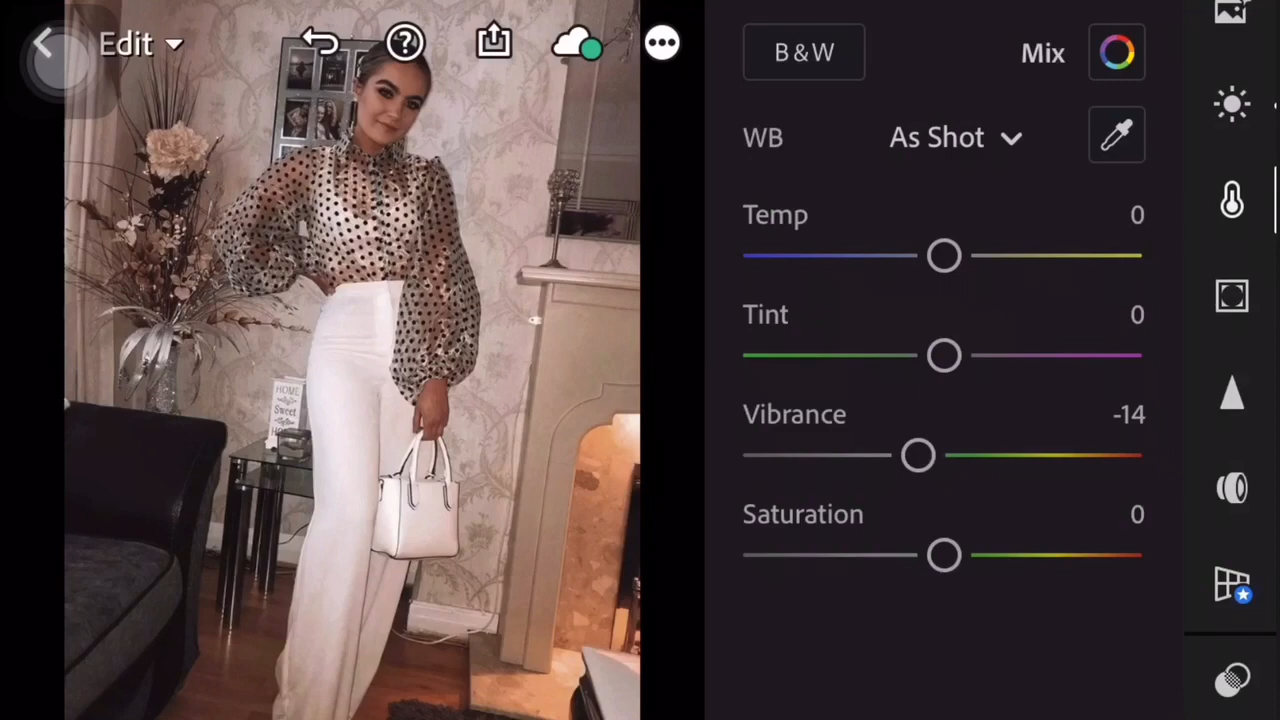 Edit
?
B&W
Mix
WB
As Shot
Temp
0
Tint
0
Vibrance
-14
Saturation
0
HOME
Sweet